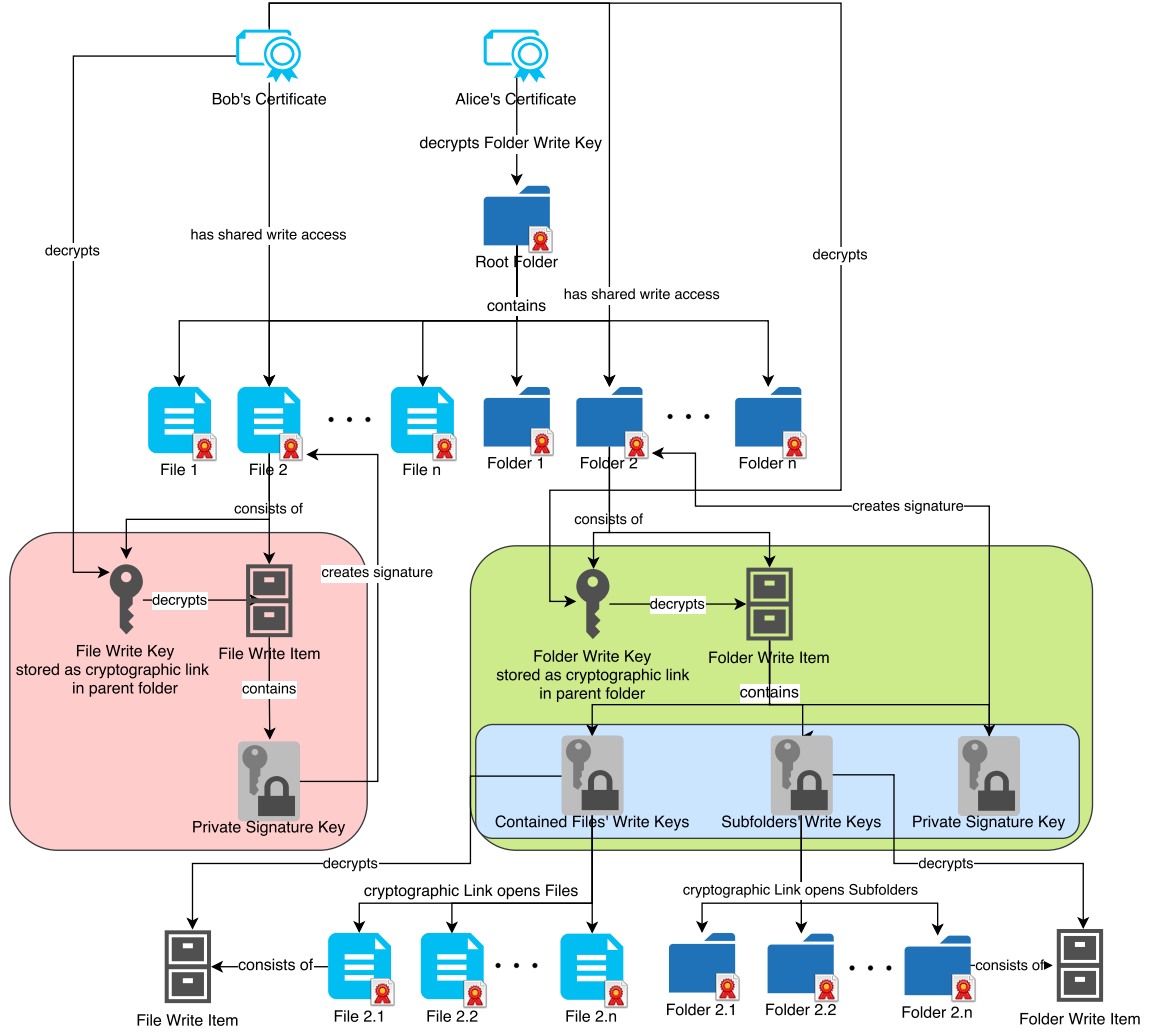 Bob's Certificate
Alice's Certificate
decrypts Folder Write Key
decrypts
has shared write access
decrypts
Root Folder
contains
has shared write access
File 1
File 2
File n
Folder 1
Folder 2
Folder n
consists of
creates signature
consists of
creates signature
decrypts
decrypts
File Write Key
stored as cryptographic link
in parent folder
File Write Item
Folder Write Key
stored as cryptographic link
in parent folder
Folder Write Item
contains
contains
Private Signature Key
Contained Files' Write Keys
Subfolders' Write Keys
Private Signature Key
decrypts
decrypts
cryptographic Link opens Files
cryptographic Link opens Subfolders
consists of
consists of
File Write Item
File 2.1
File 2.2
File 2.n
Folder 2.1
Folder 2.2
Folder 2.n
Folder Write Item